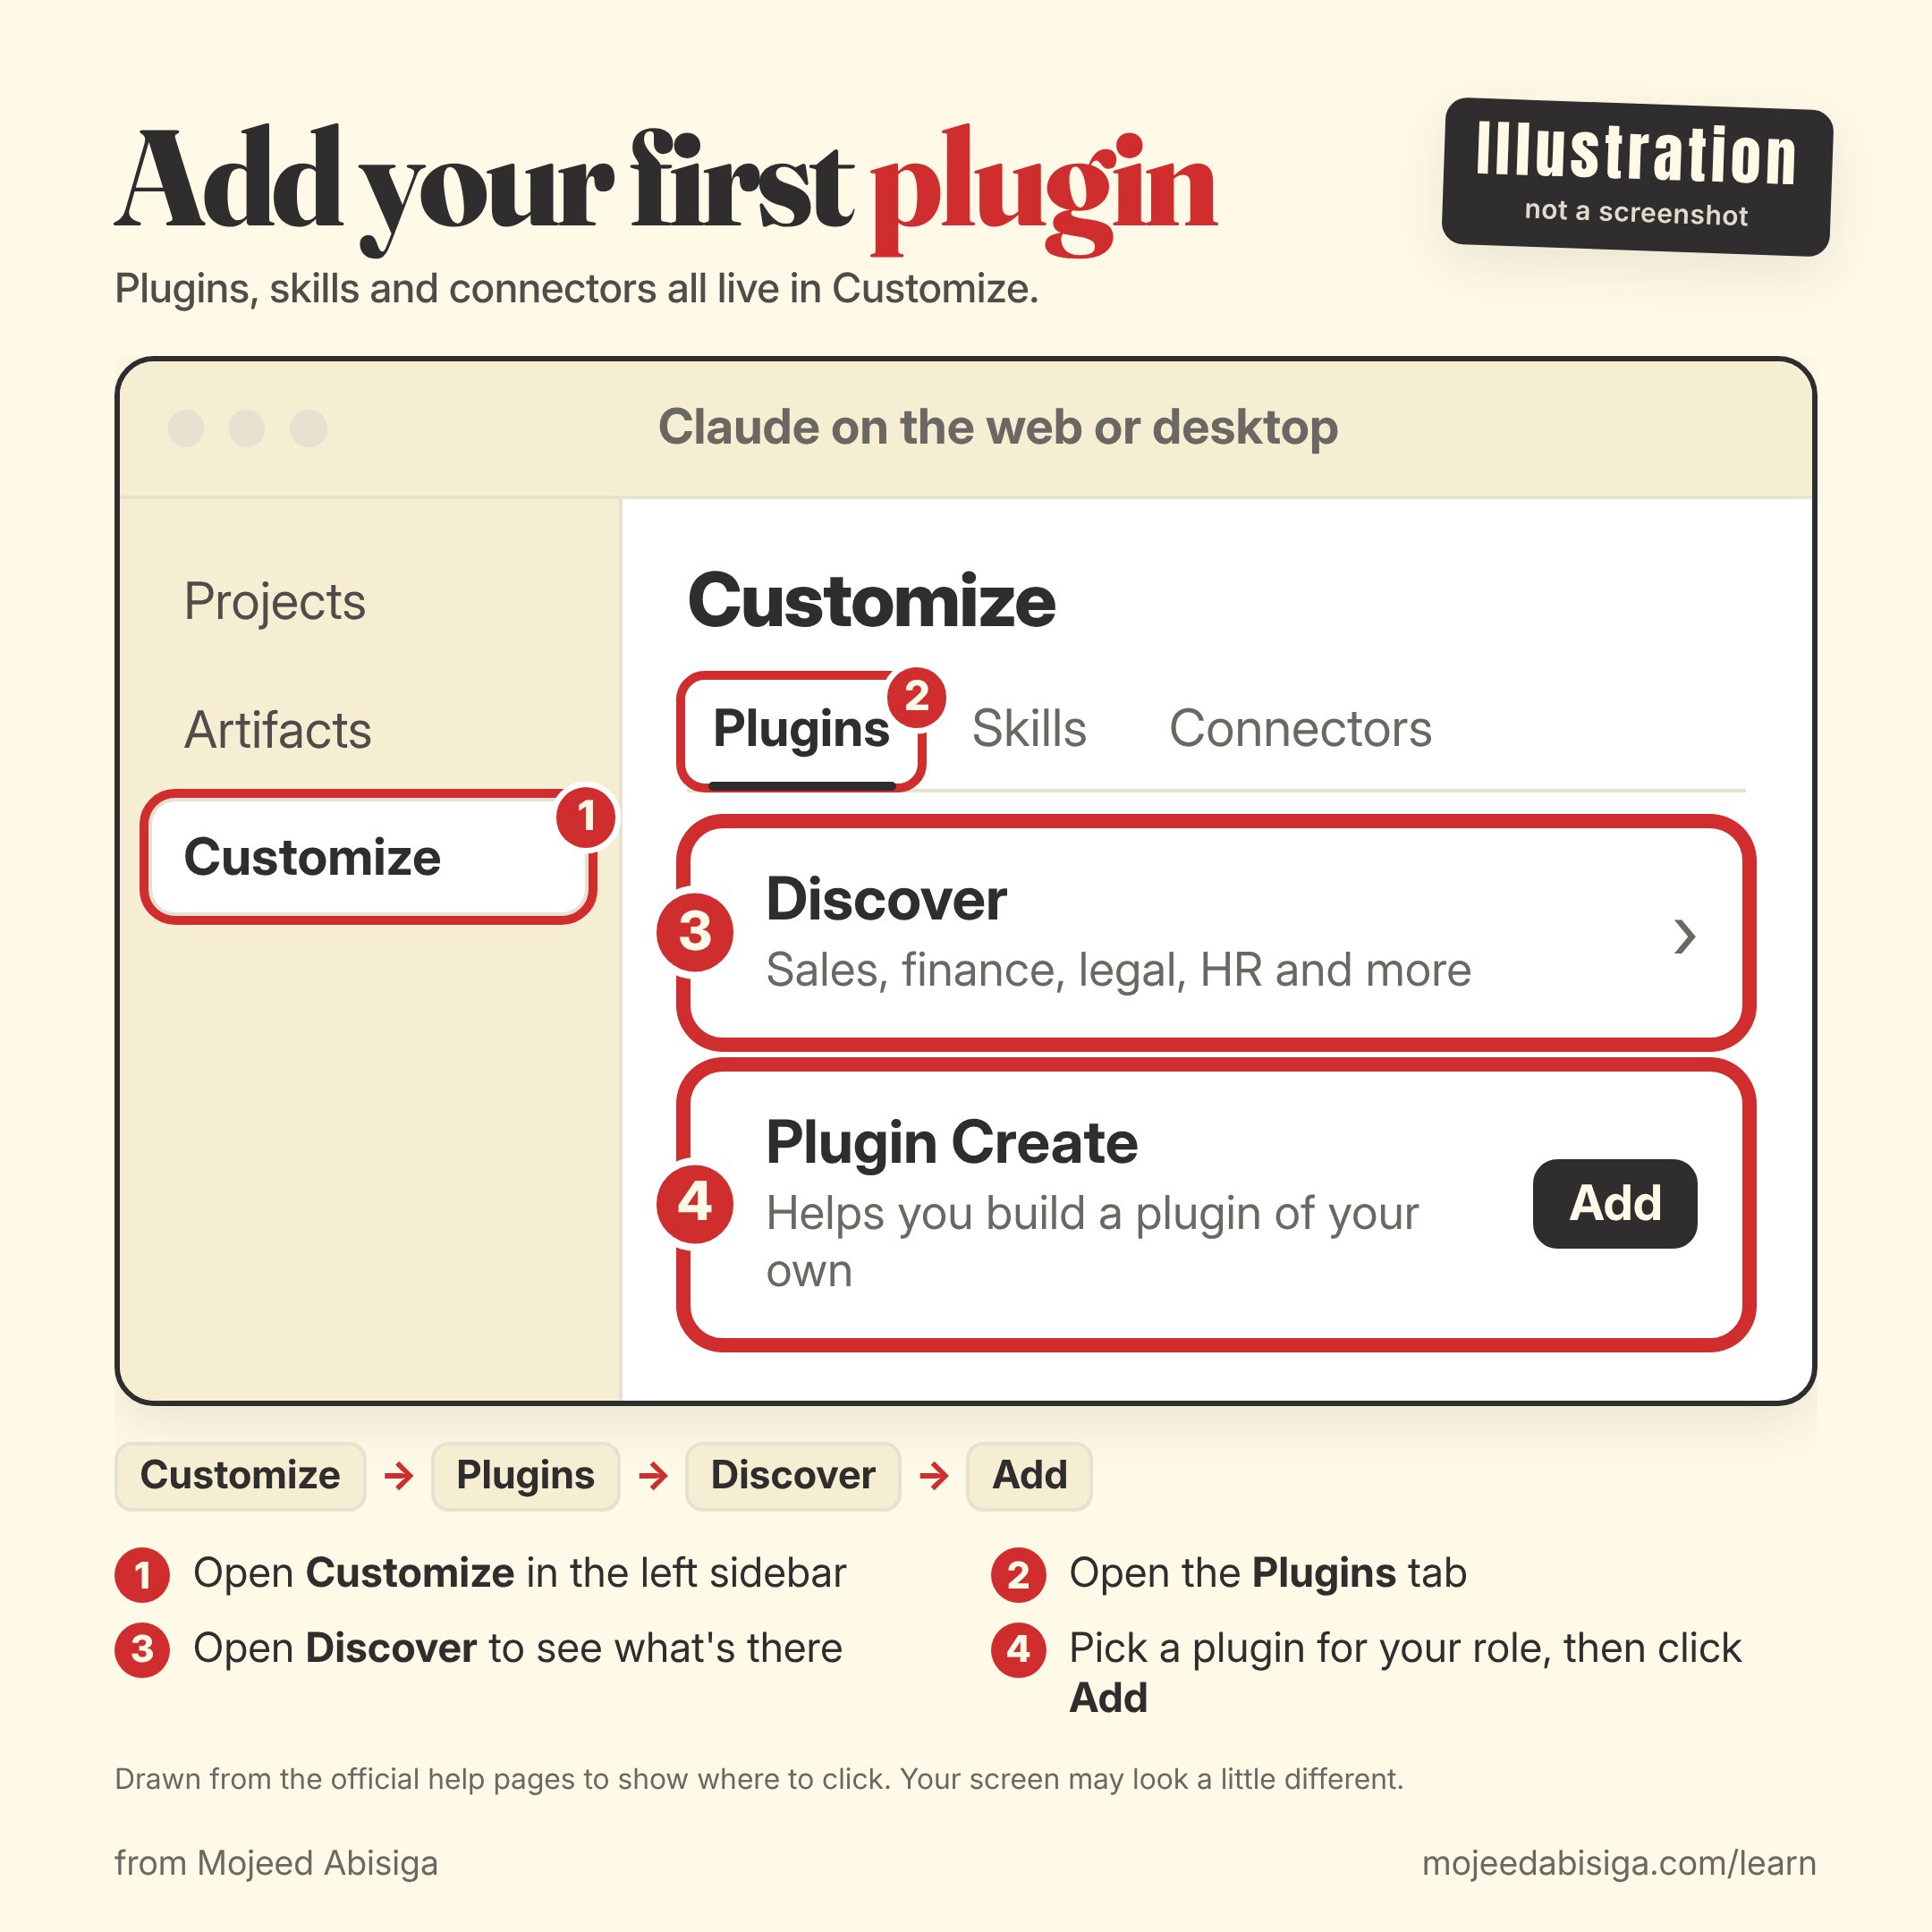 Add your first plugin
Illustration
not a screenshot
Plugins, skills and connectors all live in Customize.
Claude on the web or desktop
Projects
Artifacts
Customize
1
Customize
Plugins
2
Skills
Connectors
3
Discover
Sales, finance, legal, HR and more
›
4
Plugin Create
Helps you build a plugin of your
own
Add
Customize → Plugins → Discover → Add
1 Open Customize in the left sidebar
2 Open the Plugins tab
3 Open Discover to see what's there
4 Pick a plugin for your role, then click
Add
Drawn from the official help pages to show where to click. Your screen may look a little different.
from Mojeed Abisiga
mojeedabisiga.com/learn